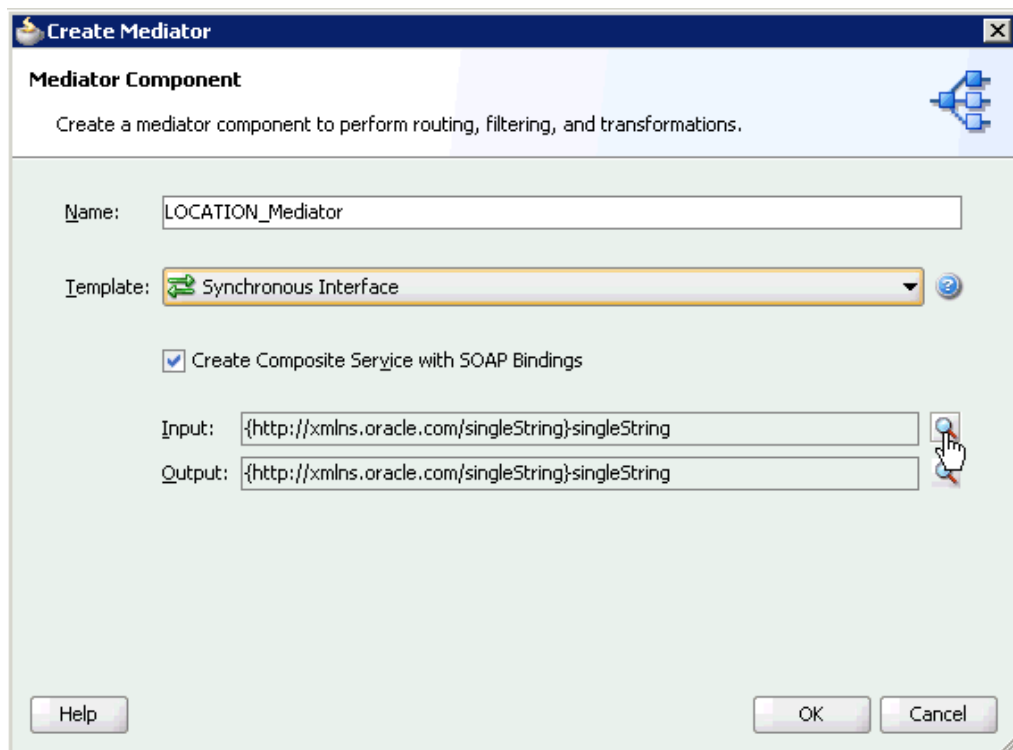 Create Mediator
Mediator Component
Create a mediator component to perform routing, filtering, and transformations.
Name: LOCATION_Mediator
Template: Synchronous Interface
Create Composite Service with SOAP Bindings
Input: {http://xmlns.oracle.com/singleString}singleString
Output: {http://xmlns.oracle.com/singleString}singleString
Help OK Cancel